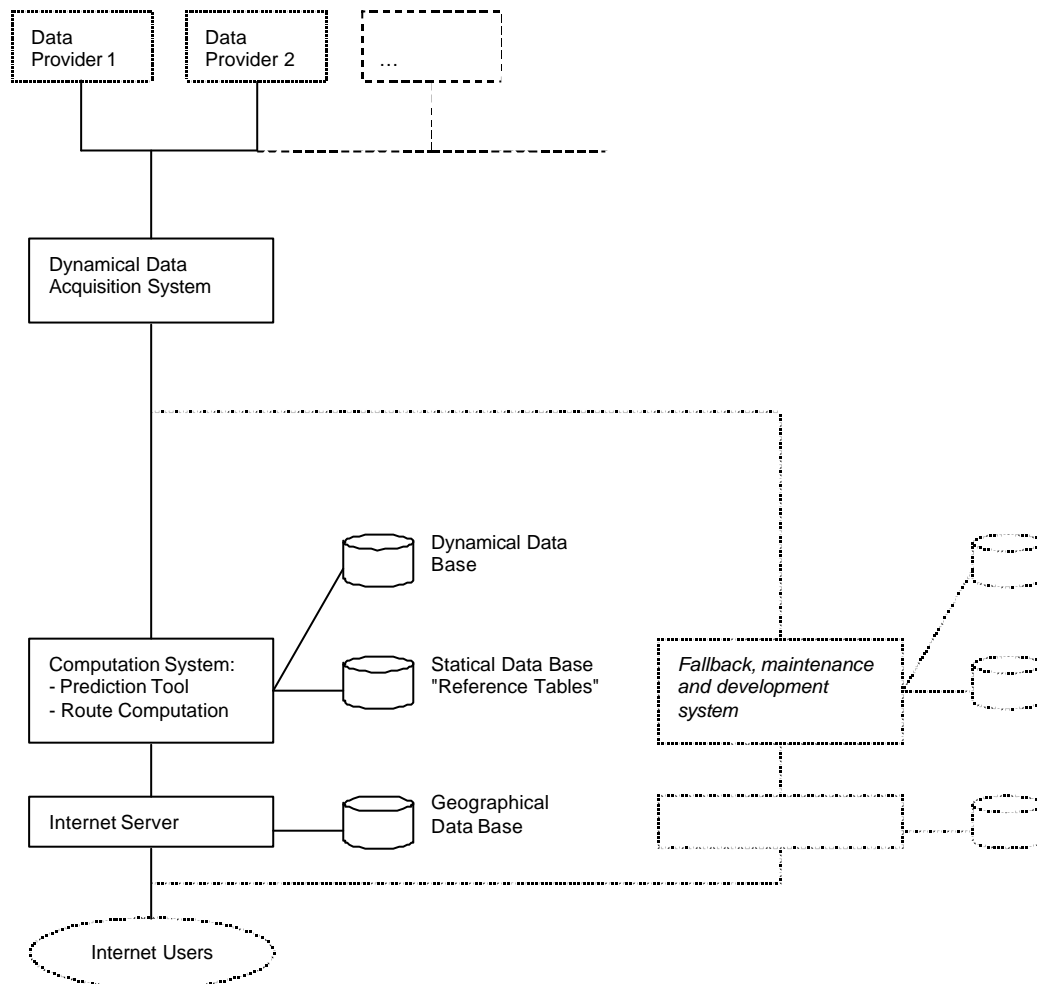 Data
Provider 1
Data
Provider 2
...
Dynamical Data
Acquisition System
Dynamical Data
Base
Computation System:
- Prediction Tool
- Route Computation
Statical Data Base
"Reference Tables"
Fallback, maintenance
and development
system
Internet Server
Geographical
Data Base
Internet Users